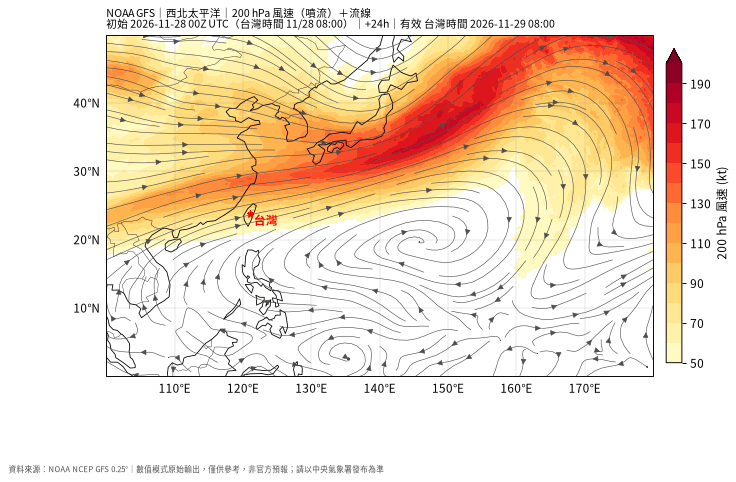 NOAA GFS｜西北太平洋｜200 hPa 風速（噴流）＋流線
初始 2026-11-28 00Z UTC（台灣時間 11/28 08:00）｜+24h｜有效 台灣時間 2026-11-29 08:00
40°N
30°N
20°N
10°N
110°E
120°E
130°E
140°E
150°E
160°E
170°E
台灣
190
170
150
130
110
90
70
50
200 hPa 風速 (kt)
資料來源：NOAA NCEP GFS 0.25°｜數值模式原始輸出，僅供參考，非官方預報；請以中央氣象署發布為準